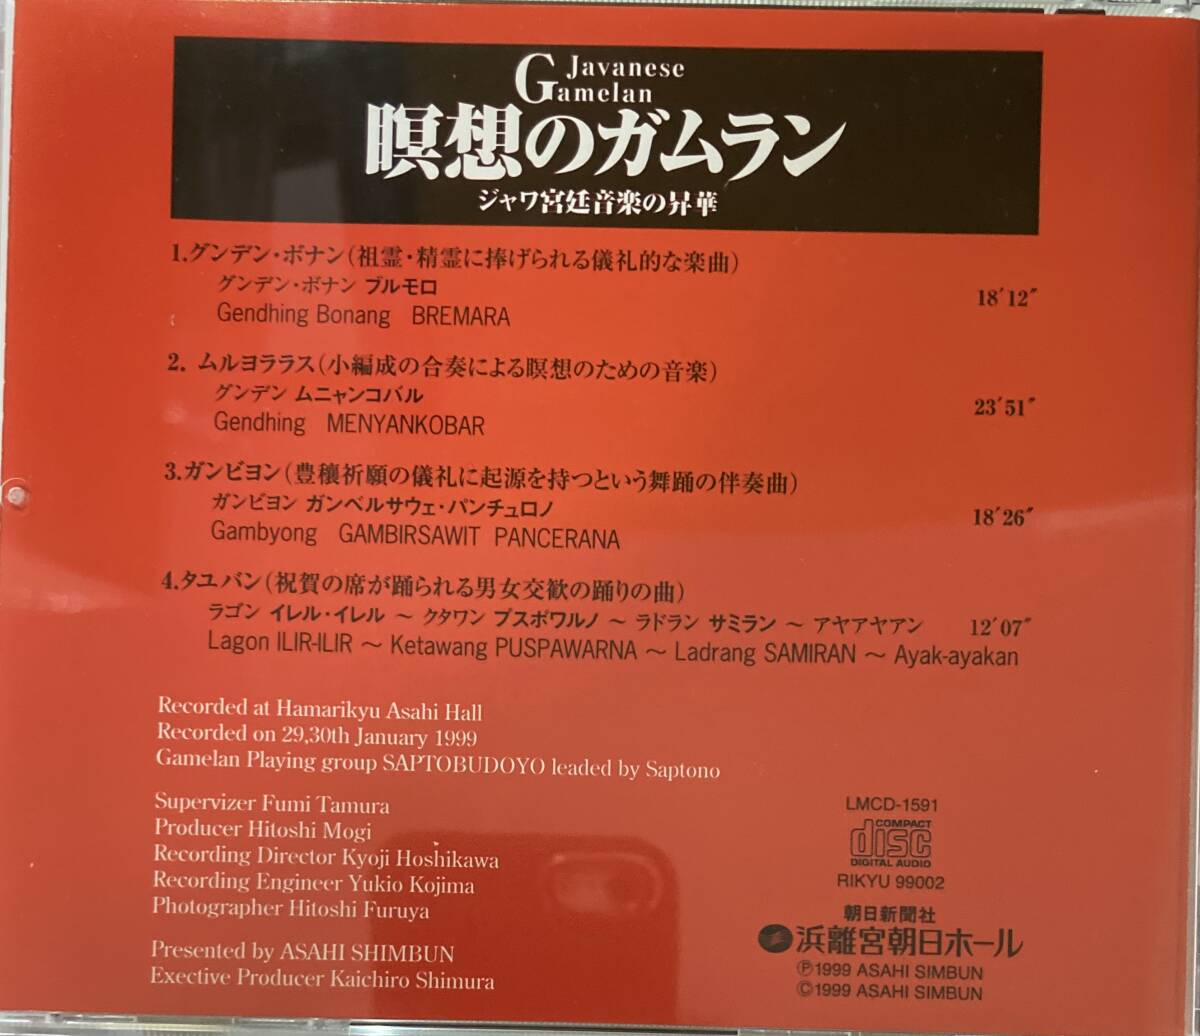 Javanese
Gamelan
瞑想のガムラン
ジャワ宮廷音楽の昇華
1.グンデン・ボナン(祖霊・精霊に捧げられる儀礼的な楽曲)
グンデン・ボナン ブルモロ 18′12″
Gendhing Bonang BREMARA
2. ムルヨララス(小編成の合奏による瞑想のための音楽)
グンデン ムニャンコバル 23′51″
Gendhing MENYANKOBAR
3.ガンビヨン(豊穣祈願の儀礼に起源を持つという舞踊の伴奏曲)
ガンビヨン ガンベルサウェ・パンチュロノ 18′26″
Gambyong GAMBIRSAWIT PANCERANA
4.タユバン(祝賀の席が踊られる男女交歓の踊りの曲)
ラゴン イレル・イレル ～ クタワン プスポワルノ ～ ラドラン サミラン ～ アヤアヤアン 12′07″
Lagon ILIR-ILIR ～ Ketawang PUSPAWARNA ～ Ladrang SAMIRAN ～ Ayak-ayakan
Recorded at Hamarikyu Asahi Hall
Recorded on 29,30th January 1999
Gamelan Playing group SAPTOBUDOYO leaded by Saptono
Supervizer Fumi Tamura
Producer Hitoshi Mogi
Recording Director Kyoji Hoshikawa
Recording Engineer Yukio Kojima
Photographer Hitoshi Furuya
Presented by ASAHI SHIMBUN
Exective Producer Kaichiro Shimura
LMCD-1591
COMPACT
disc
DIGITAL AUDIO
RIKYU 99002
朝日新聞社
浜離宮朝日ホール
Ⓟ1999 ASAHI SIMBUN
Ⓒ1999 ASAHI SIMBUN